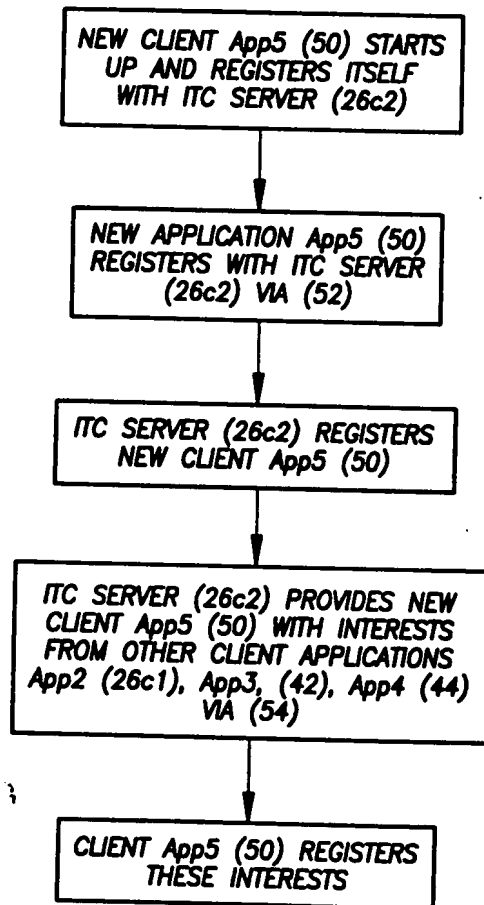 NEW CLIENT App5 (50) STARTS
UP AND REGISTERS ITSELF
WITH ITC SERVER (26c2)
NEW APPLICATION App5 (50)
REGISTERS WITH ITC SERVER
(26c2) VIA (52)
ITC SERVER (26c2) REGISTERS
NEW CLIENT App5 (50)
ITC SERVER (26c2) PROVIDES NEW
CLIENT App5 (50) WITH INTERESTS
FROM OTHER CLIENT APPLICATIONS
App2 (26c1), App3, (42), App4 (44)
VIA (54)
CLIENT App5 (50) REGISTERS
THESE INTERESTS